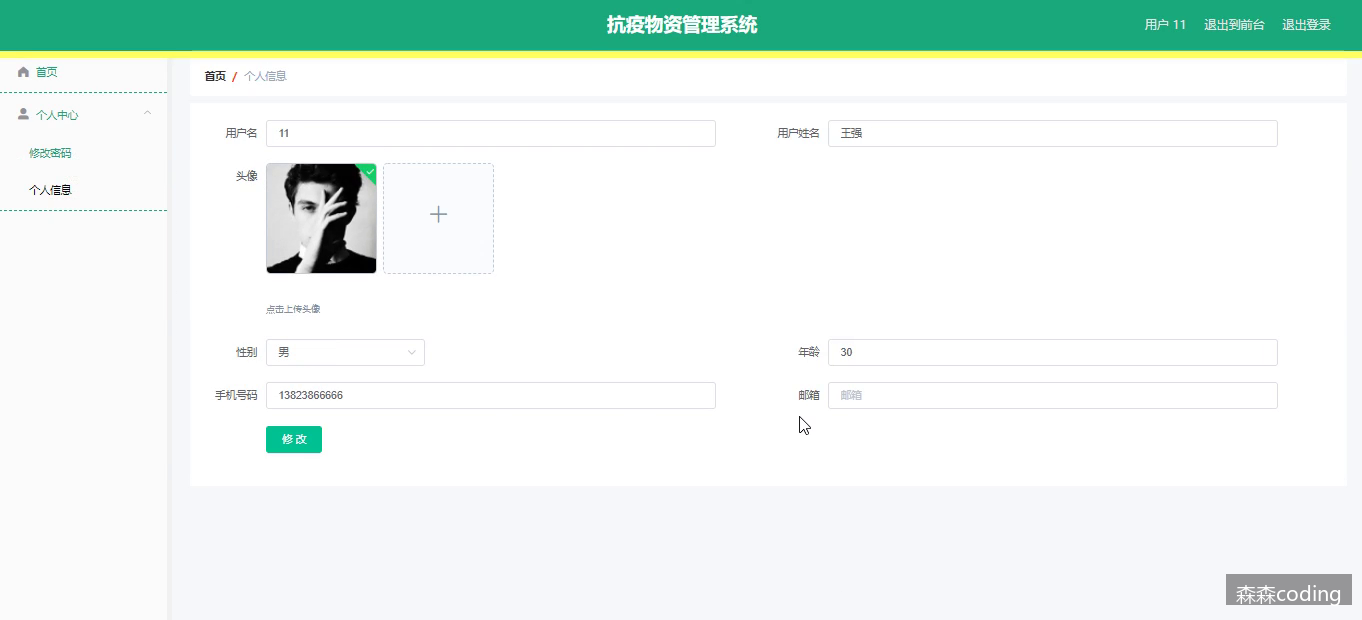 抗疫物资管理系统
用户 11 退出到前台 退出登录
首页
个人中心
修改密码
个人信息
首页 / 个人信息
用户名 11 用户姓名 王强
头像
点击上传头像
性别 男 年龄 30
手机号码 13823866666 邮箱 邮箱
修 改
森森coding